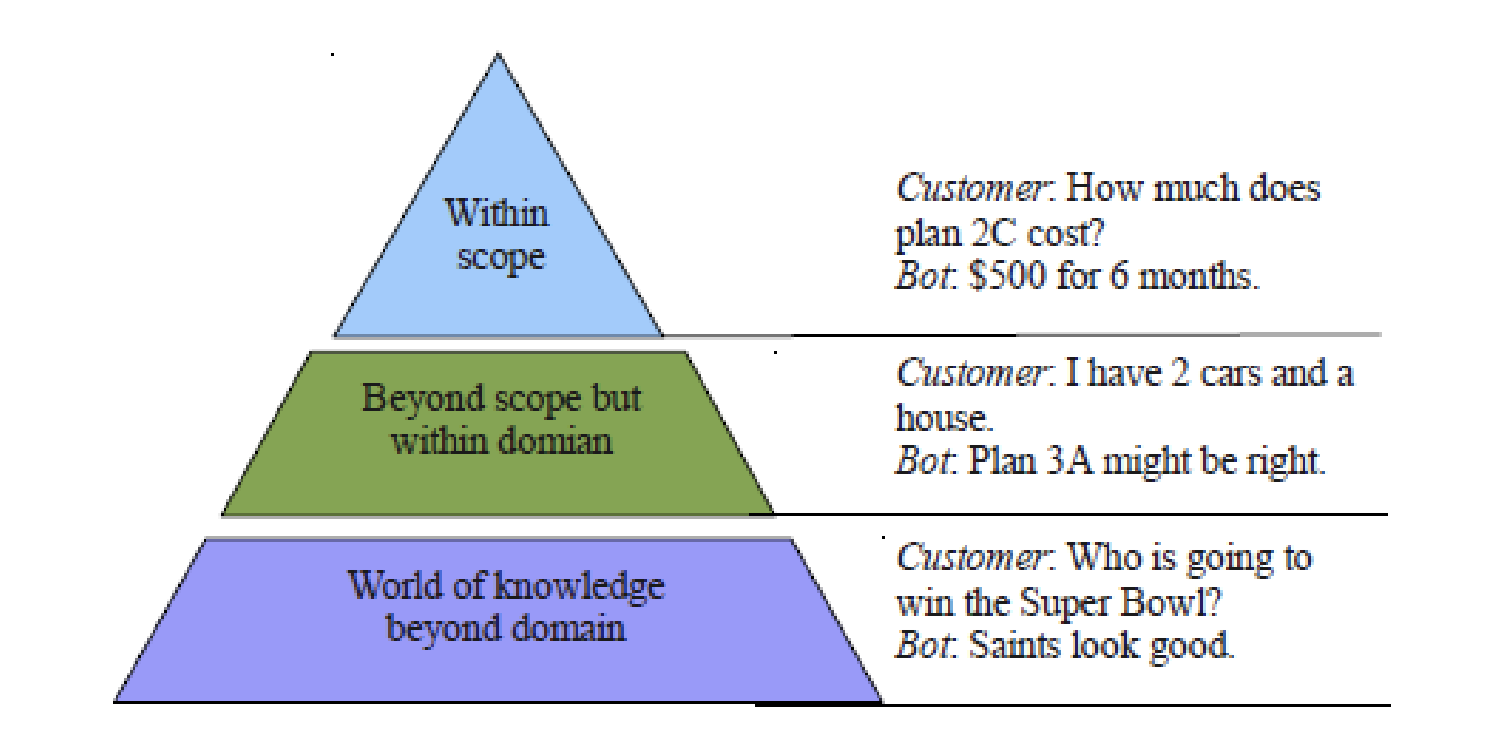 Within
scope
Customer: How much does
plan 2C cost?
Bot: $500 for 6 months.
Beyond scope but
within domian
Customer: I have 2 cars and a
house.
Bot: Plan 3A might be right.
World of knowledge
beyond domain
Customer: Who is going to
win the Super Bowl?
Bot: Saints look good.